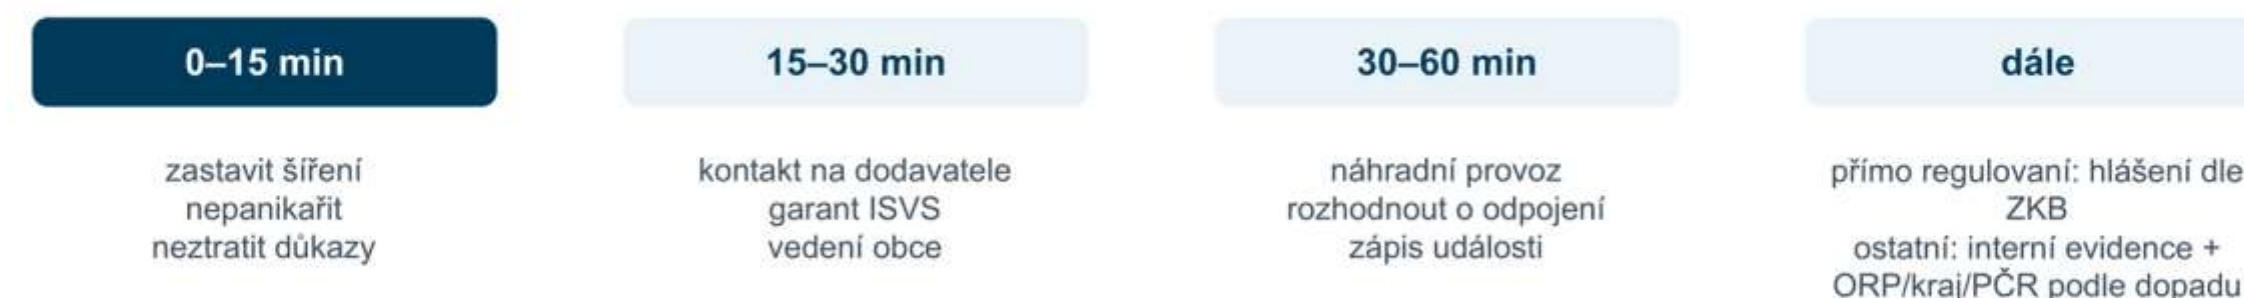 0–15 min
zastavit šíření
nepanikařit
neztratit důkazy
15–30 min
kontakt na dodavatele
garant ISVS
vedení obce
30–60 min
náhradní provoz
rozhodnout o odpojení
zápis události
dále
přímo regulovaní: hlášení dle
ZKB
ostatní: interní evidence +
ORP/kraj/PČR podle dopadu